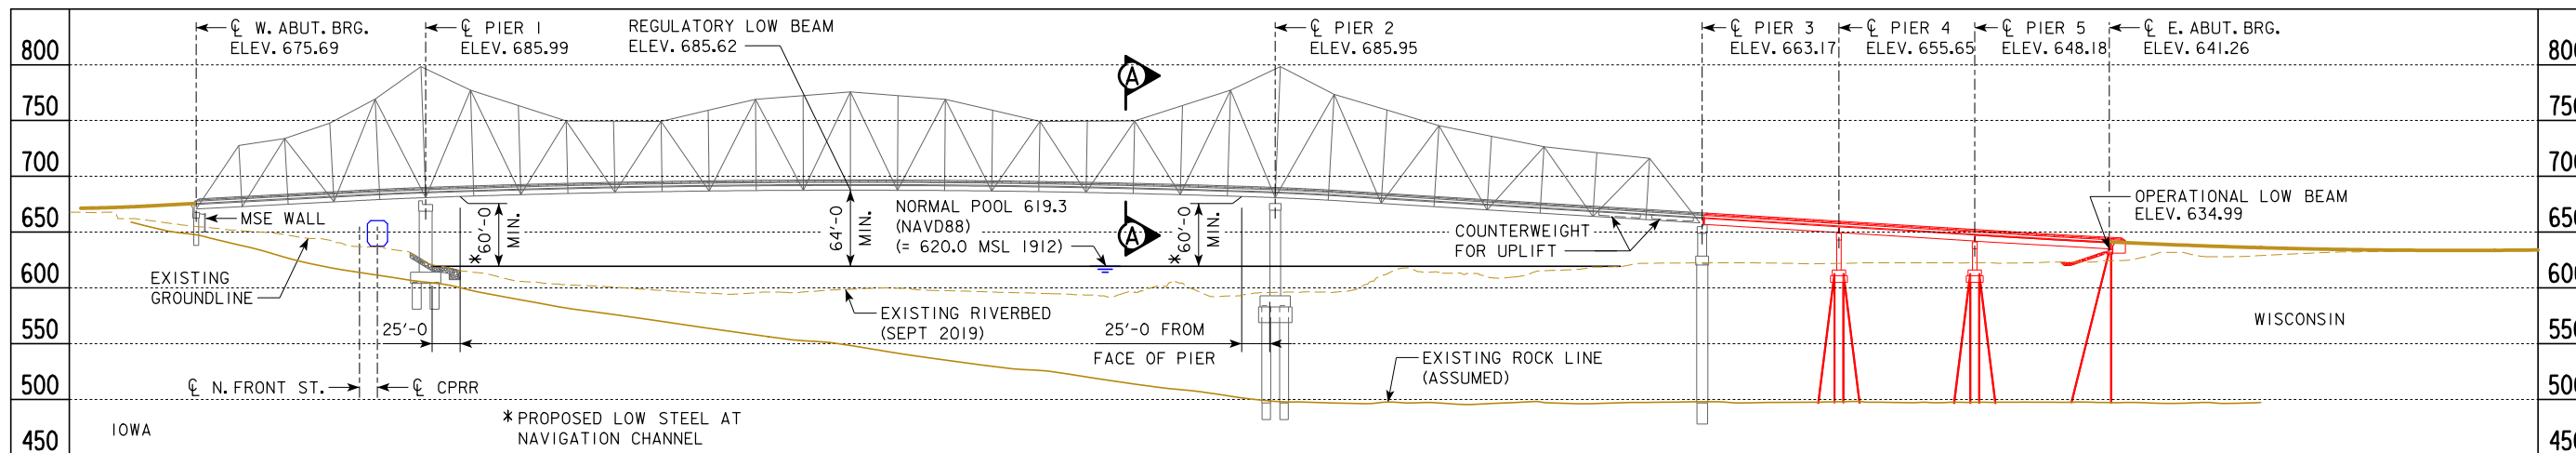 ℄ W. ABUT. BRG.
ELEV. 675.69
℄ PIER 1
ELEV. 685.99
REGULATORY LOW BEAM
ELEV. 685.62
℄ PIER 2
ELEV. 685.95
℄ PIER 3
ELEV. 663.17
℄ PIER 4
ELEV. 655.65
℄ PIER 5
ELEV. 648.18
℄ E. ABUT. BRG.
ELEV. 641.26
800
750
700
650
600
550
500
450
A
A
MSE WALL
EXISTING
GROUNDLINE
*60'-0
MIN.
64'-0
MIN.
NORMAL POOL 619.3
(NAVD88)
(= 620.0 MSL 1912)
*60'-0
MIN.
COUNTERWEIGHT
FOR UPLIFT
OPERATIONAL LOW BEAM
ELEV. 634.99
EXISTING RIVERBED
(SEPT 2019)
25'-0
25'-0 FROM
FACE OF PIER
EXISTING ROCK LINE
(ASSUMED)
WISCONSIN
℄ N. FRONT ST.
℄ CPRR
*PROPOSED LOW STEEL AT
NAVIGATION CHANNEL
IOWA
800
750
700
650
600
550
500
450